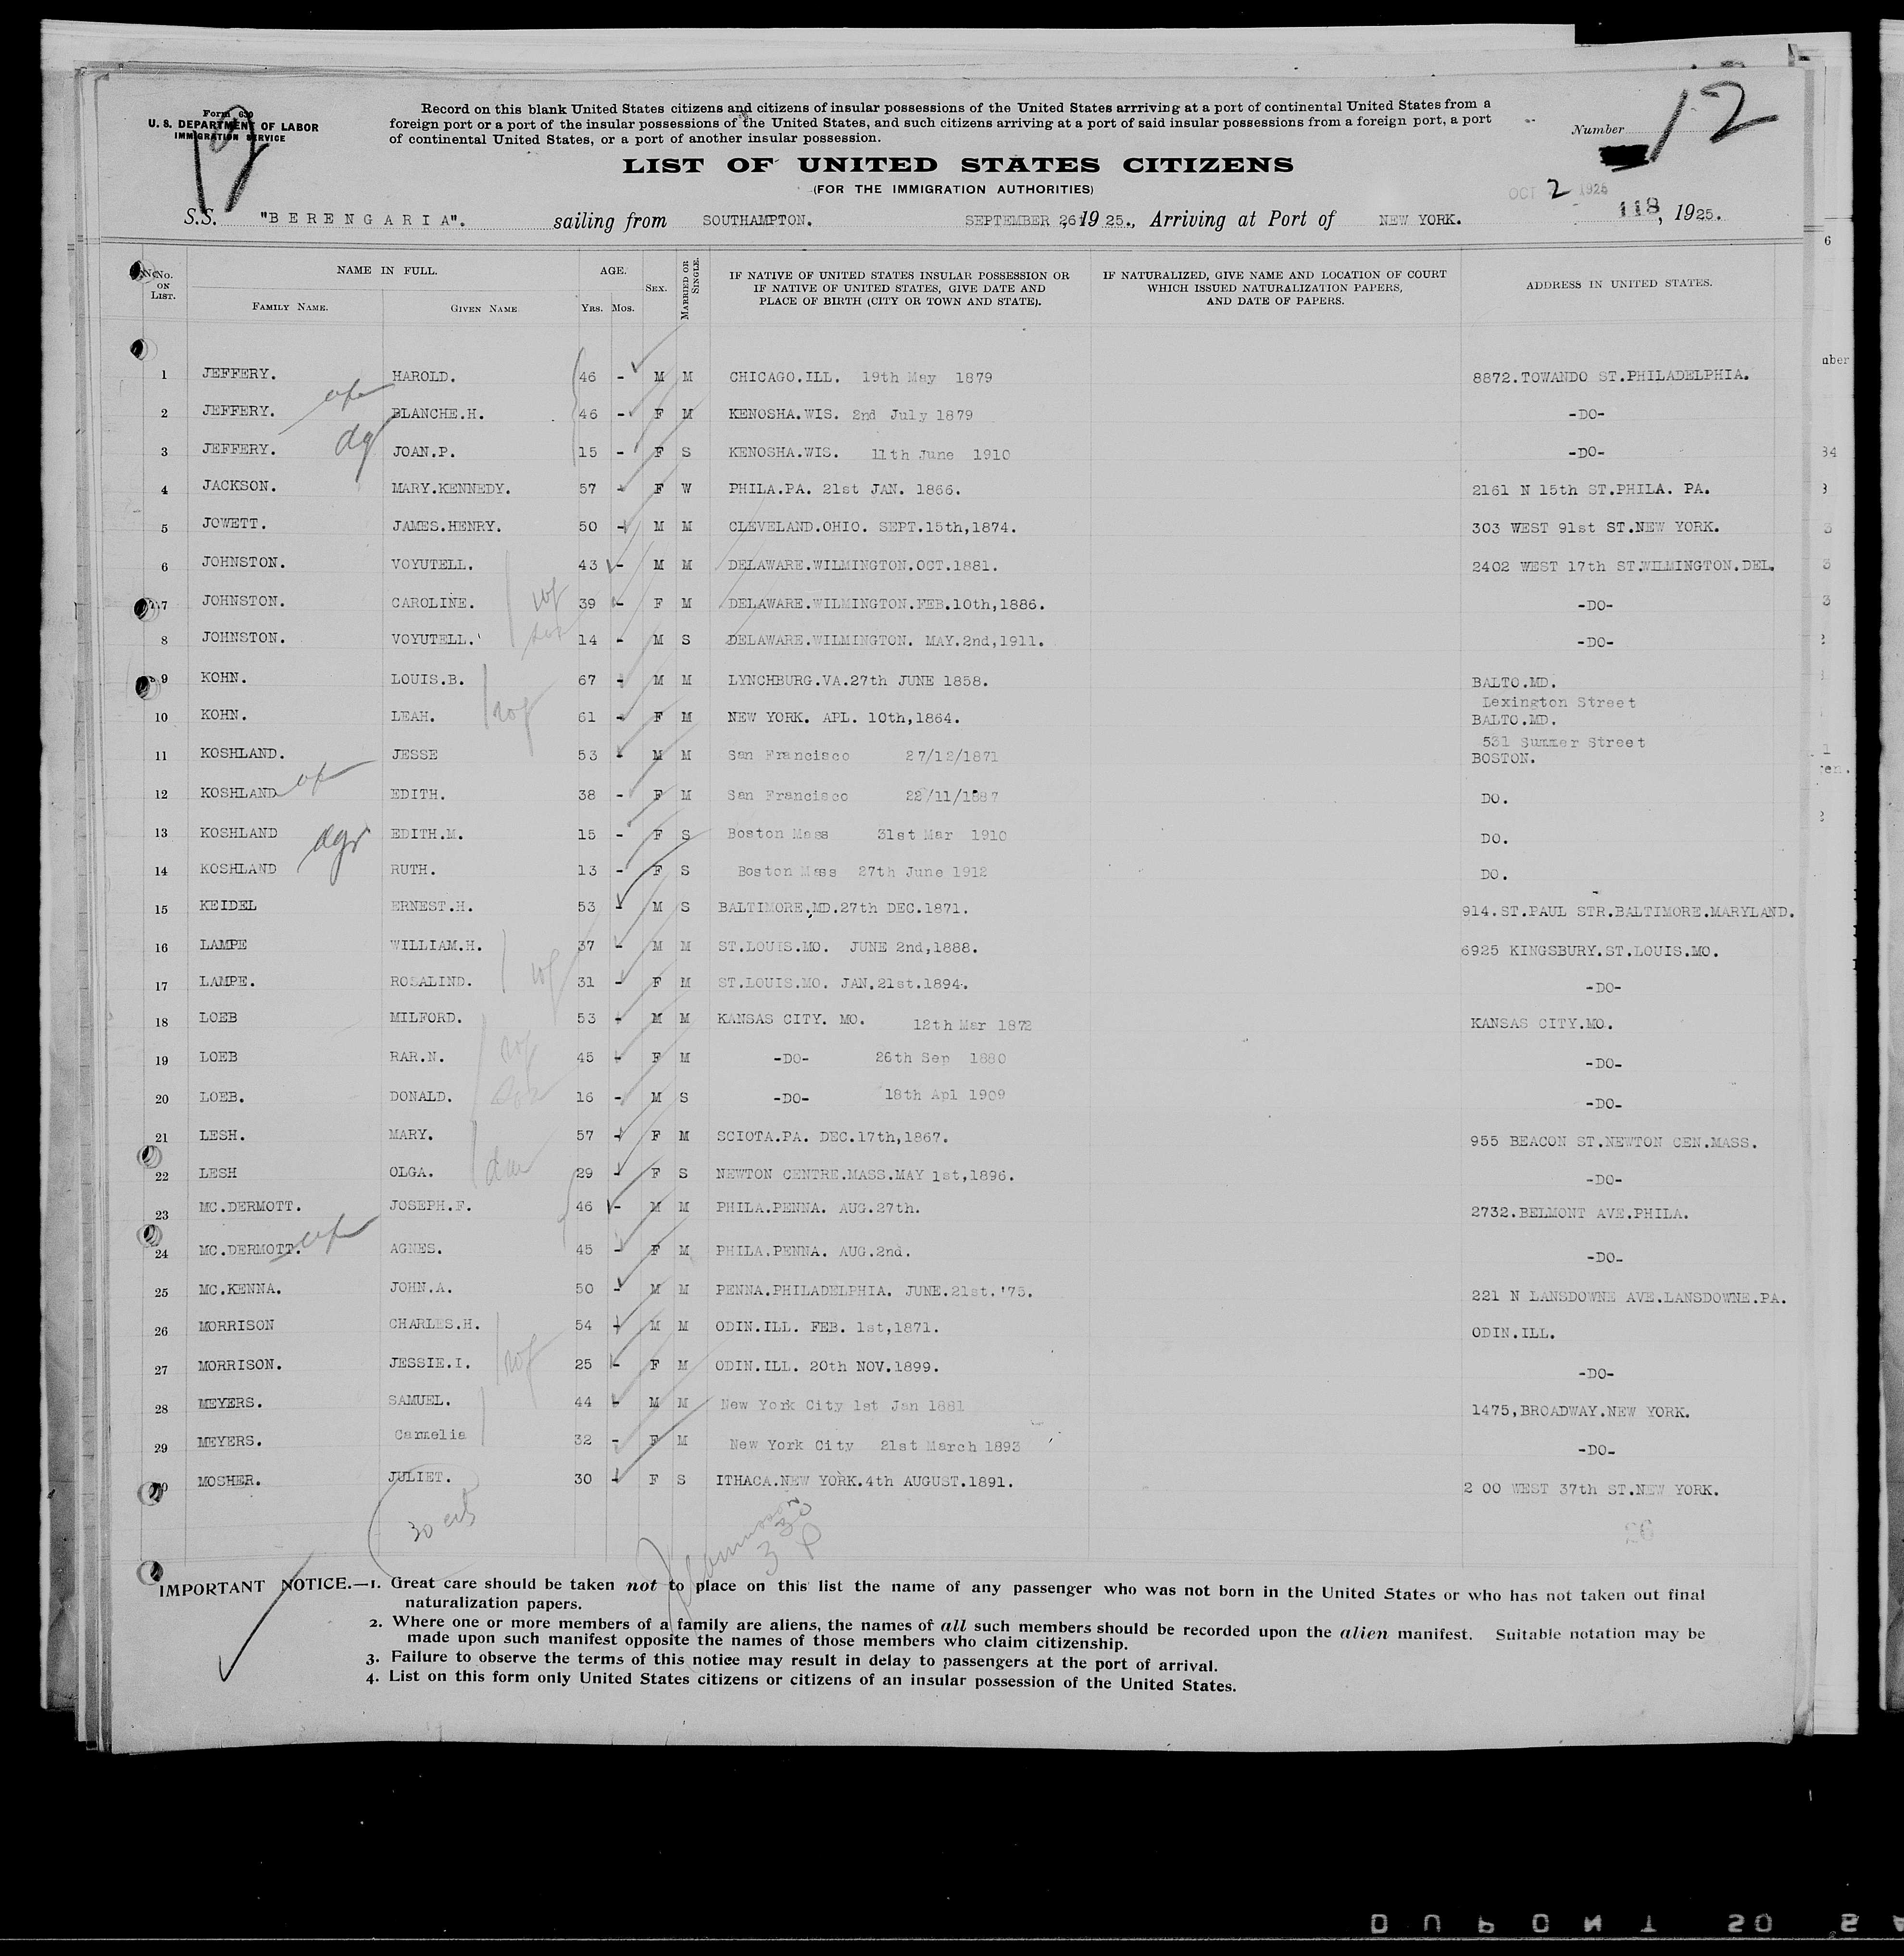 Form 630
U. S. DEPARTMENT OF LABOR
IMMIGRATION SERVICE
Record on this blank United States citizens and citizens of insular possessions of the United States arrriving at a port of continental United States from a
foreign port or a port of the insular possessions of the United States, and such citizens arriving at a port of said insular possessions from a foreign port, a port
of continental United States, or a port of another insular possession.
Number 12
LIST OF UNITED STATES CITIZENS
(FOR THE IMMIGRATION AUTHORITIES)
OCT 2 1925
118
S.S. "BERENGARIA". sailing from SOUTHAMPTON. SEPTEMBER 26, 1925., Arriving at Port of NEW YORK. , 1925.
No. ON LIST. NAME IN FULL. AGE. SEX. MARRIED OR SINGLE. IF NATIVE OF UNITED STATES INSULAR POSSESSION OR IF NATIVE OF UNITED STATES, GIVE DATE AND PLACE OF BIRTH (CITY OR TOWN AND STATE). IF NATURALIZED, GIVE NAME AND LOCATION OF COURT WHICH ISSUED NATURALIZATION PAPERS, AND DATE OF PAPERS. ADDRESS IN UNITED STATES.
FAMILY NAME. GIVEN NAME Yrs. Mos.
1 JEFFERY. HAROLD. 46 - M M CHICAGO.ILL. 19th May 1879 8872.TOWANDO ST.PHILADELPHIA.
2 JEFFERY. BLANCHE.H. 46 - F M KENOSHA.WIS. 2nd July 1879 -DO-
3 JEFFERY. JOAN.P. 15 - F S KENOSHA.WIS. 11th June 1910 -DO-
4 JACKSON. MARY.KENNEDY. 57 - F W PHILA.PA. 21st JAN. 1866. 2161 N 15th ST.PHILA. PA.
5 JOWETT. JAMES.HENRY. 50 - M M CLEVELAND.OHIO. SEPT.15th,1874. 303 WEST 91st ST.NEW YORK.
6 JOHNSTON. VOYUTELL. 43 - M M DELAWARE.WILMINGTON.OCT.1881. 2402 WEST 17th ST.WILMINGTON.DEL.
7 JOHNSTON. CAROLINE. 39 - F M DELAWARE.WILMINGTON.FEB.10th,1886. -DO-
8 JOHNSTON. VOYUTELL. 14 - M S DELAWARE.WILMINGTON. MAY.2nd,1911. -DO-
9 KOHN. LOUIS.B. 67 - M M LYNCHBURG.VA.27th JUNE 1858. BALTO.MD.
Lexington Street
10 KOHN. LEAH. 61 - F M NEW YORK. APL. 10th,1864. BALTO.MD.
531 Summer Street
11 KOSHLAND. JESSE 53 - M M San Francisco 27/12/1871 BOSTON.
12 KOSHLAND EDITH. 38 - F M San Francisco 22/11/1887 DO.
13 KOSHLAND EDITH.M. 15 - F S Boston Mass 31st Mar 1910 DO.
14 KOSHLAND RUTH. 13 - F S Boston Mass 27th June 1912 DO.
15 KEIDEL ERNEST.H. 53 - M S BALTIMORE.MD.27th DEC.1871. 914.ST.PAUL STR.BALTIMORE.MARYLAND.
16 LAMPE WILLIAM.H. 37 - M M ST.LOUIS.MO. JUNE 2nd,1888. 6925 KINGSBURY.ST.LOUIS.MO.
17 LAMPE. ROSALIND. 31 - F M ST.LOUIS.MO. JAN.21st.1894. -DO-
18 LOEB MILFORD. 53 - M M KANSAS CITY. MO. 12th Mar 1872 KANSAS CITY.MO.
19 LOEB RAR.N. 45 - F M -DO- 26th Sep 1880 -DO-
20 LOEB. DONALD. 16 - M S -DO- 18th Apl 1909 -DO-
21 LESH. MARY. 57 - F M SCIOTA.PA. DEC.17th,1867. 955 BEACON ST.NEWTON CEN.MASS.
22 LESH OLGA. 29 - F S NEWTON CENTRE.MASS.MAY 1st,1896. -DO-
23 MC.DERMOTT. JOSEPH.F. 46 - M M PHILA.PENNA. AUG.27th. 2732.BELMONT AVE.PHILA.
24 MC.DERMOTT. AGNES. 45 - F M PHILA.PENNA. AUG.2nd. -DO-
25 MC.KENNA. JOHN.A. 50 - M M PENNA.PHILADELPHIA. JUNE.21st.'75. 221 N LANSDOWNE AVE.LANSDOWNE.PA.
26 MORRISON CHARLES.H. 54 - M M ODIN.ILL. FEB. 1st,1871. ODIN.ILL.
27 MORRISON. JESSIE.I. 25 - F M ODIN.ILL. 20th NOV.1899. -DO-
28 MEYERS. SAMUEL. 44 - M M New York City 1st Jan 1881 1475,BROADWAY.NEW YORK.
29 MEYERS. Carmelia 32 - F M New York City 21st March 1893 -DO-
30 MOSHER. JULIET. 30 - F S ITHACA.NEW YORK.4th AUGUST.1891. 2 00 WEST 37th ST.NEW YORK.
30
26
IMPORTANT NOTICE.—1. Great care should be taken not to place on this list the name of any passenger who was not born in the United States or who has not taken out final
naturalization papers.
2. Where one or more members of a family are aliens, the names of all such members should be recorded upon the alien manifest. Suitable notation may be
made upon such manifest opposite the names of those members who claim citizenship.
3. Failure to observe the terms of this notice may result in delay to passengers at the port of arrival.
4. List on this form only United States citizens or citizens of an insular possession of the United States.
DUPONT